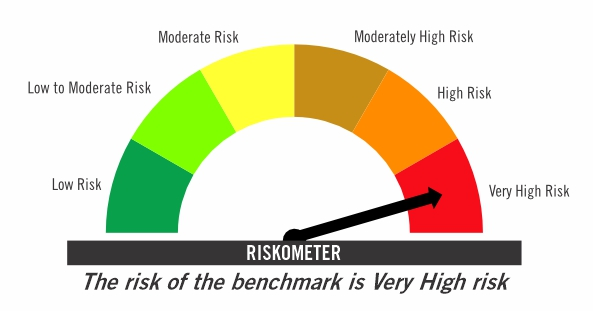 Moderate Risk
Moderately High Risk
Low to Moderate Risk
High Risk
Low Risk
Very High Risk
RISKOMETER
The risk of the benchmark is Very High risk